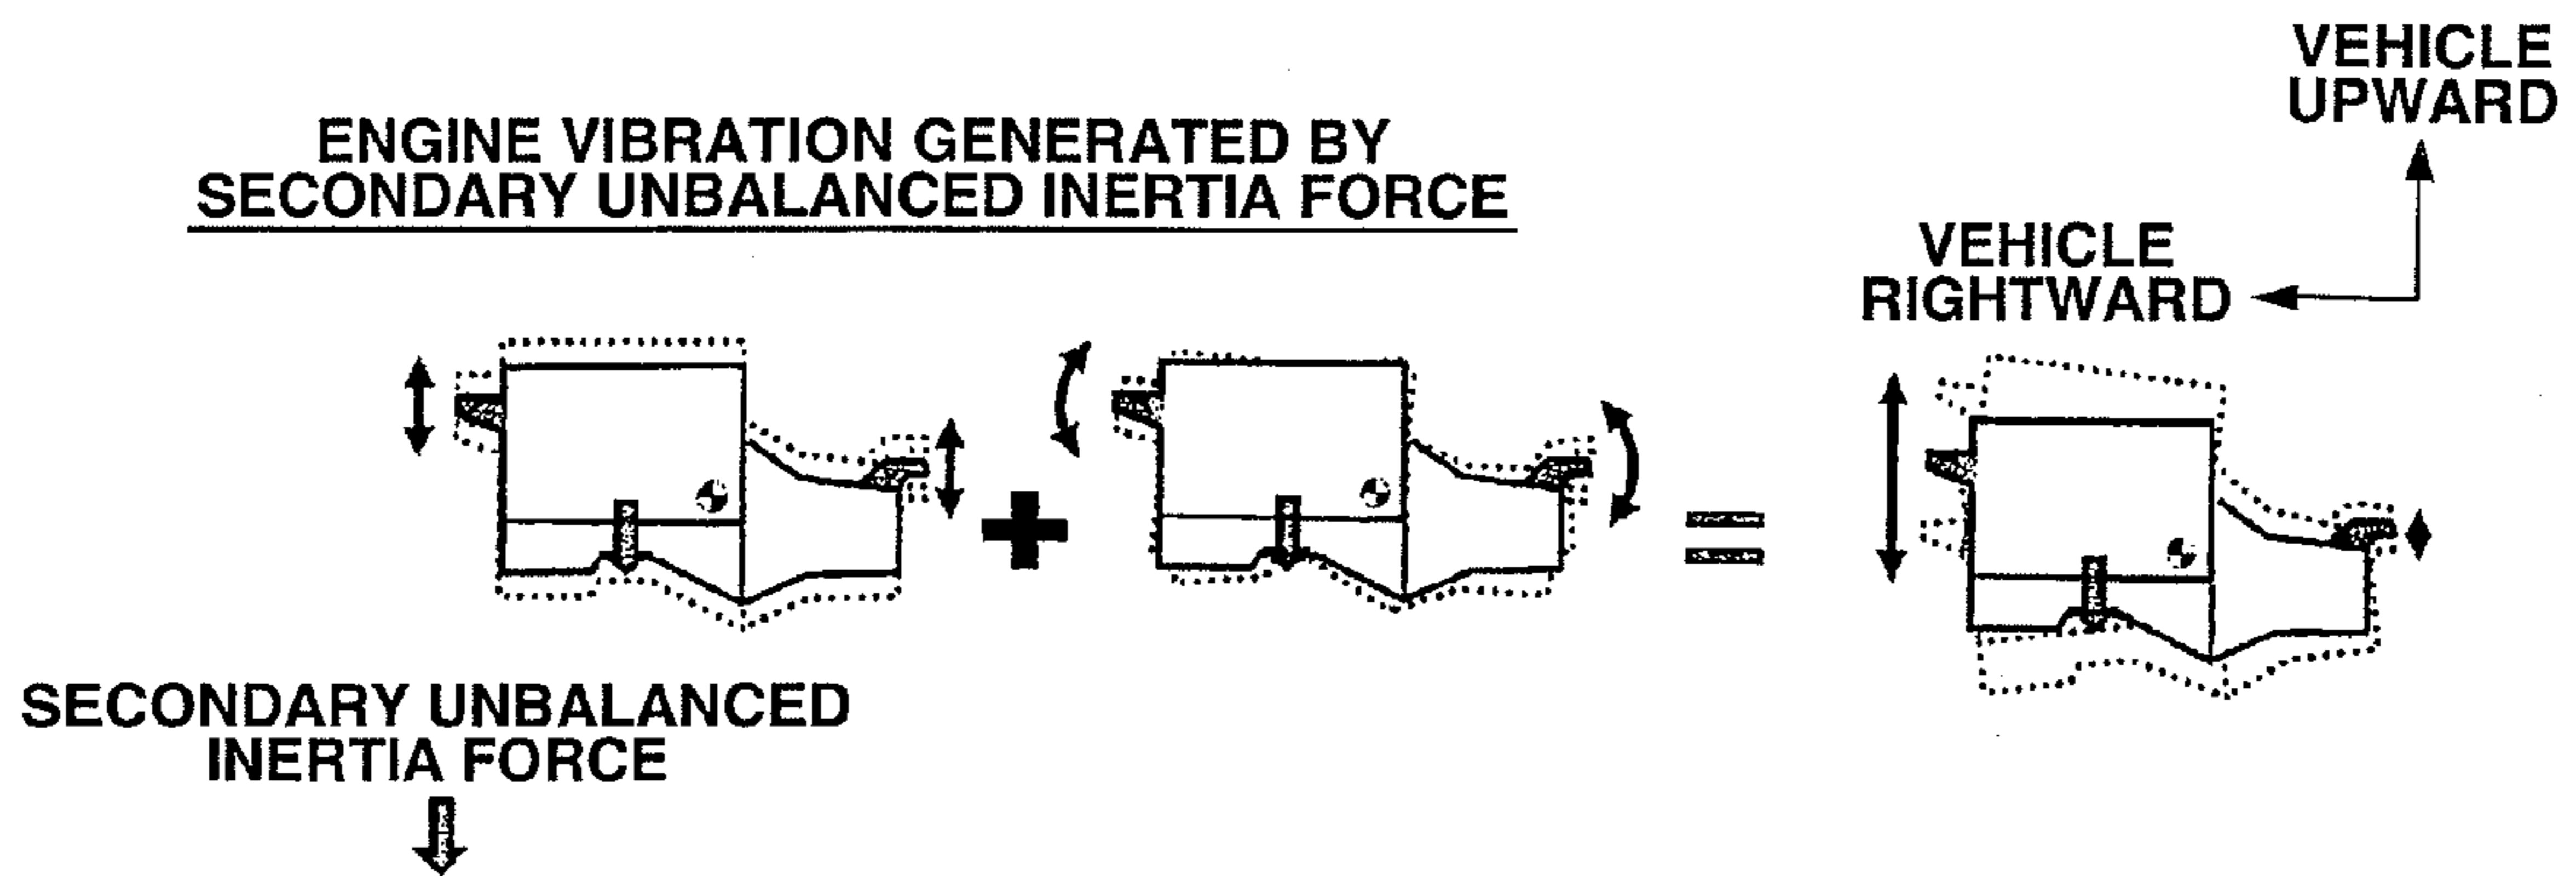 VEHICLE
UPWARD
ENGINE VIBRATION GENERATED BY
SECONDARY UNBALANCED INERTIA FORCE
VEHICLE
RIGHTWARD
SECONDARY UNBALANCED
INERTIA FORCE